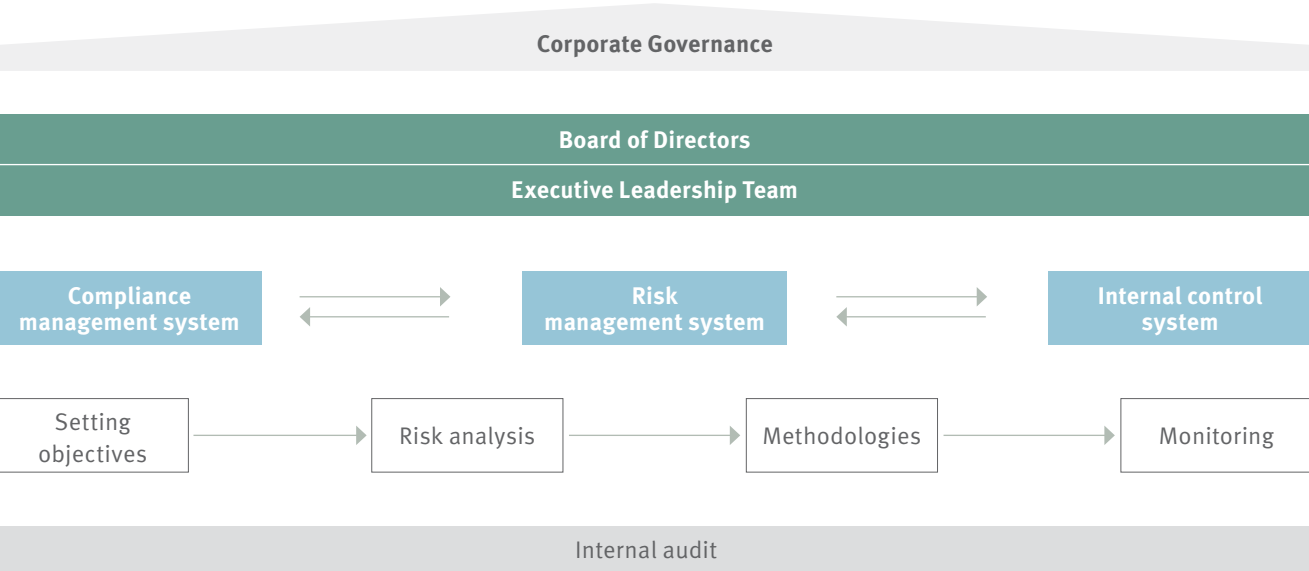 Corporate Governance
Board of Directors
Executive Leadership Team
Compliance
management system
Risk
management system
Internal control
system
Setting
objectives
Risk analysis
Methodologies
Monitoring
Internal audit